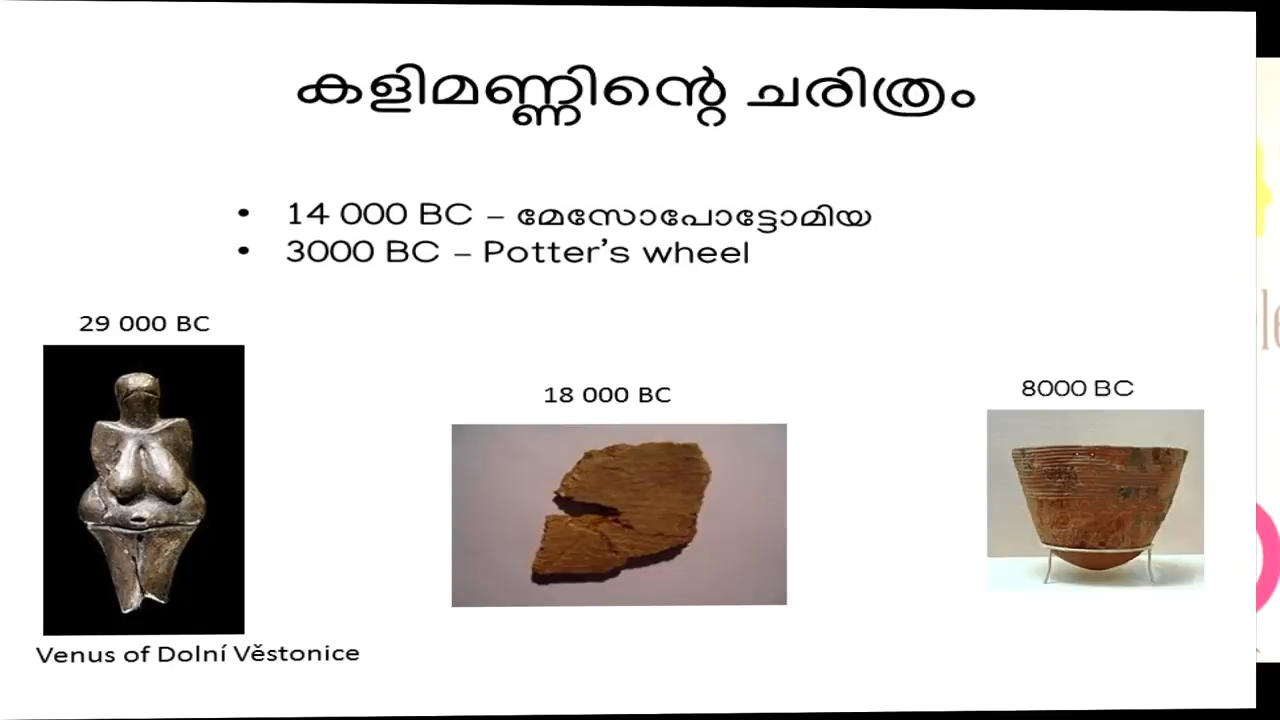 കളിമണ്ണിന്റെ ചരിത്രം
• 14 000 BC – മേസോപോട്ടോമിയ
• 3000 BC – Potter's wheel
29 000 BC
18 000 BC
8000 BC
Venus of Dolní Věstonice